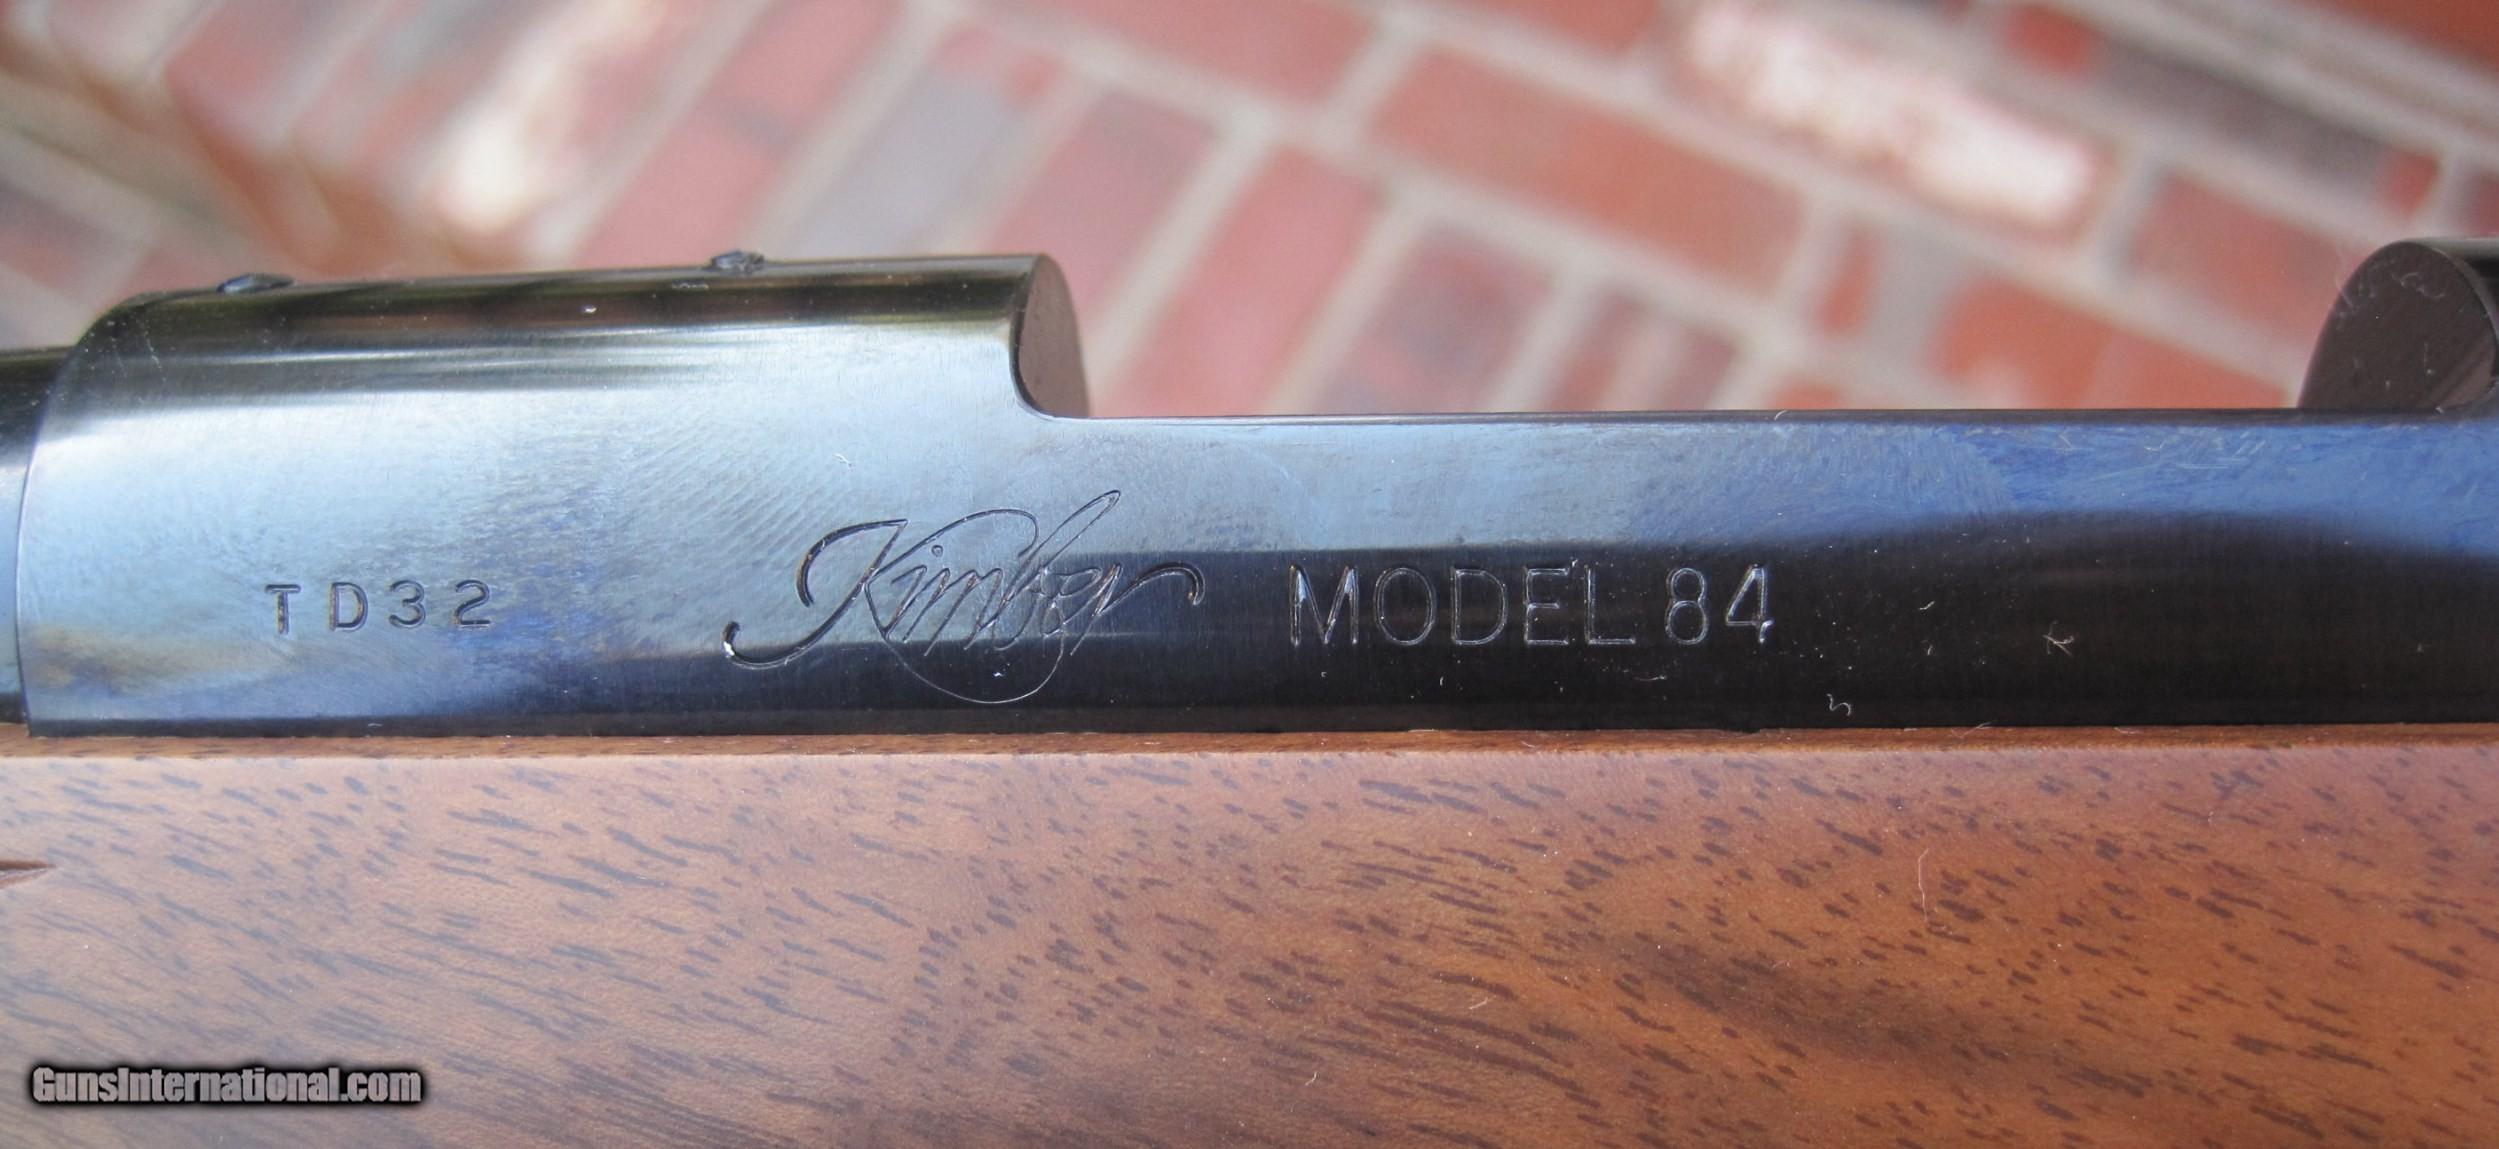 TD32 Kimber MODEL 84
GunsInternational.com